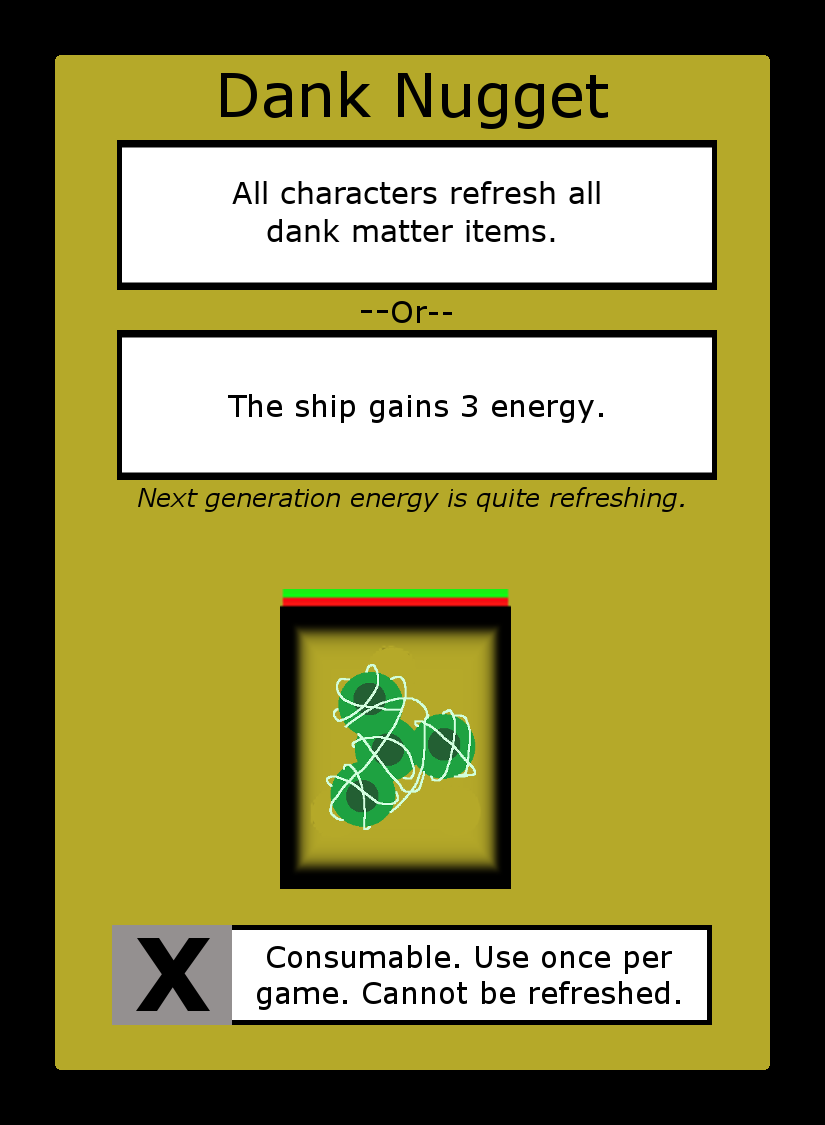 Dank Nugget
All characters refresh all
dank matter items.
--Or--
The ship gains 3 energy.
Next generation energy is quite refreshing.
X
Consumable. Use once per
game. Cannot be refreshed.